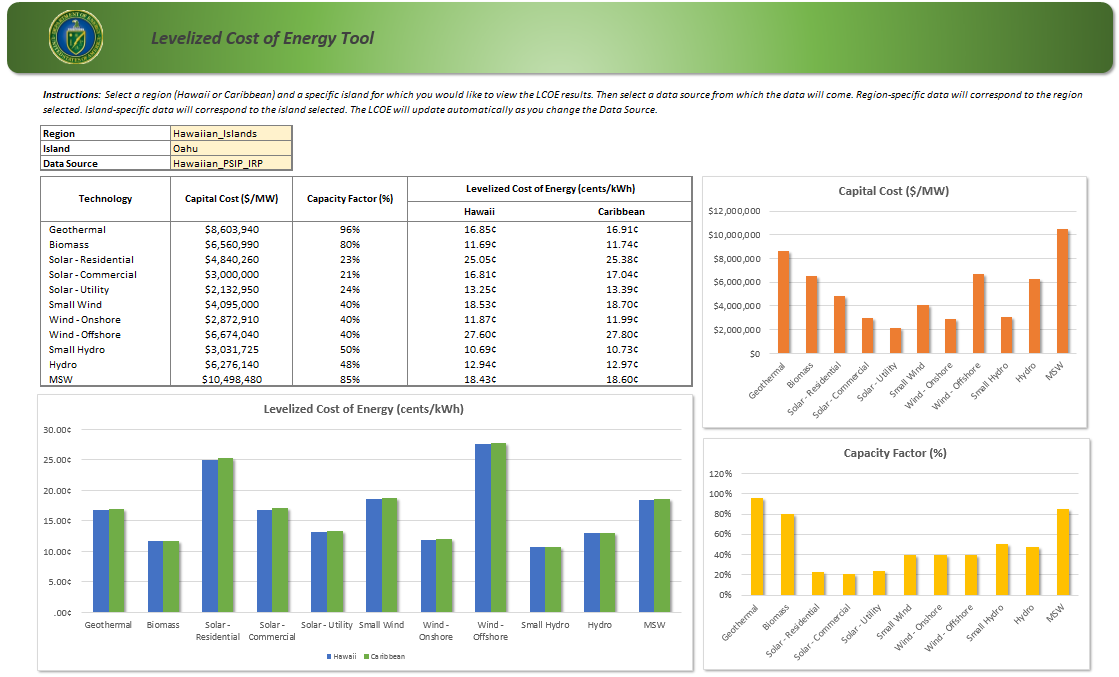 Levelized Cost of Energy Tool
Instructions: Select a region (Hawaii or Caribbean) and a specific island for which you would like to view the LCOE results. Then select a data source from which the data will come. Region-specific data will correspond to the region
selected. Island-specific data will correspond to the island selected. The LCOE will update automatically as you change the Data Source.
Region Hawaiian_Islands
Island Oahu
Data Source Hawaiian_PSIP_IRP
Technology Capital Cost ($/MW) Capacity Factor (%) Levelized Cost of Energy (cents/kWh)
Hawaii Caribbean
Geothermal $8,603,940 96% 16.85¢ 16.91¢
Biomass $6,560,990 80% 11.69¢ 11.74¢
Solar - Residential $4,840,260 23% 25.05¢ 25.38¢
Solar - Commercial $3,000,000 21% 16.81¢ 17.04¢
Solar - Utility $2,132,950 24% 13.25¢ 13.39¢
Small Wind $4,095,000 40% 18.53¢ 18.70¢
Wind - Onshore $2,872,910 40% 11.87¢ 11.99¢
Wind - Offshore $6,674,040 40% 27.60¢ 27.80¢
Small Hydro $3,031,725 50% 10.69¢ 10.73¢
Hydro $6,276,140 48% 12.94¢ 12.97¢
MSW $10,498,480 85% 18.43¢ 18.60¢
Capital Cost ($/MW)
$12,000,000
$10,000,000
$8,000,000
$6,000,000
$4,000,000
$2,000,000
$0
Geothermal
Biomass
Solar - Residential
Solar - Commercial
Solar - Utility
Small Wind
Wind - Onshore
Wind - Offshore
Small Hydro
Hydro
MSW
Levelized Cost of Energy (cents/kWh)
30.00¢
25.00¢
20.00¢
15.00¢
10.00¢
5.00¢
.00¢
Geothermal Biomass Solar - Solar - Solar - Utility Small Wind Wind - Wind - Small Hydro Hydro MSW
Residential Commercial Onshore Offshore
Hawaii Caribbean
Capacity Factor (%)
120%
100%
80%
60%
40%
20%
0%
Geothermal
Biomass
Solar - Residential
Solar - Commercial
Solar - Utility
Small Wind
Wind - Onshore
Wind - Offshore
Small Hydro
Hydro
MSW